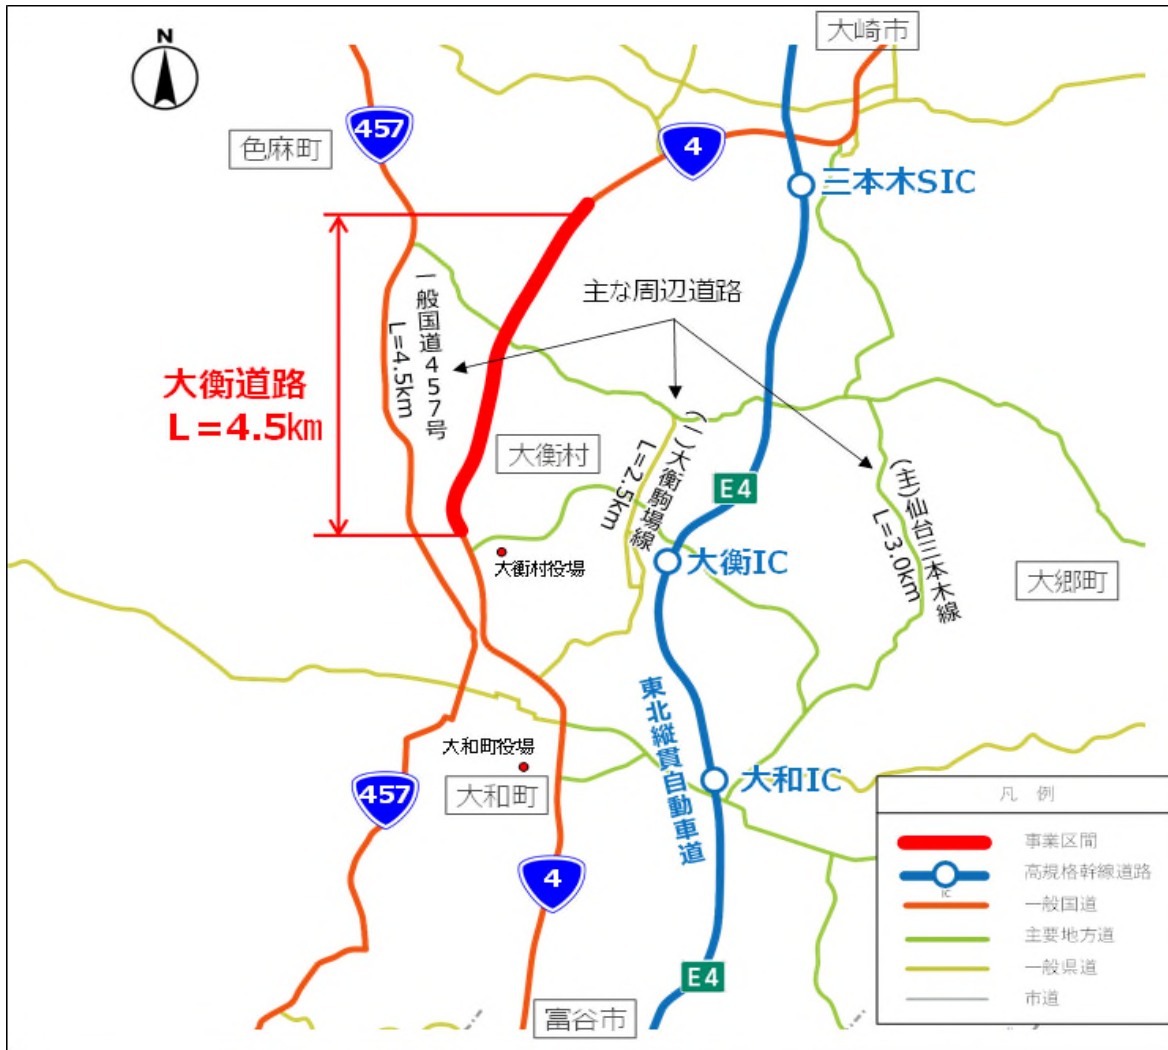 N
大崎市
457
4
色麻町
三本木SIC
主な周辺道路
一般国道457号
L=4.5km
大衡道路
L=4.5㎞
大衡村
(一)大衡駒場線
L=2.5km
E4
(主)仙台三本木線
L=3.0km
大衡村役場
大衡IC
大郷町
東北縦貫自動車道
大和町役場
457
大和町
大和IC
4
E4
富谷市
凡 例
事業区間
IC
高規格幹線道路
一般国道
主要地方道
一般県道
市道